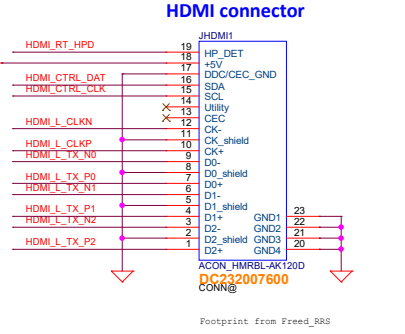 HDMI connector
JHDMI1
HDMI_RT_HPD 19 HP_DET
18 +5V
17 DDC/CEC_GND
HDMI_CTRL_DAT 16 SDA
HDMI_CTRL_CLK 15 SCL
14 Utility
13 CEC
HDMI_L_CLKN 12 CK-
11 CK_shield
HDMI_L_CLKP 10 CK+
HDMI_L_TX_N0 9 D0-
8 D0_shield
HDMI_L_TX_P0 7 D0+
HDMI_L_TX_N1 6 D1-
5 D1_shield
HDMI_L_TX_P1 4 D1+ GND1 23
HDMI_L_TX_N2 3 D2- GND2 22
2 D2_shield GND3 21
HDMI_L_TX_P2 1 D2+ GND4 20
ACON_HMRBL-AK120D
DC232007600
CONN@
Footprint from Freed_RRS